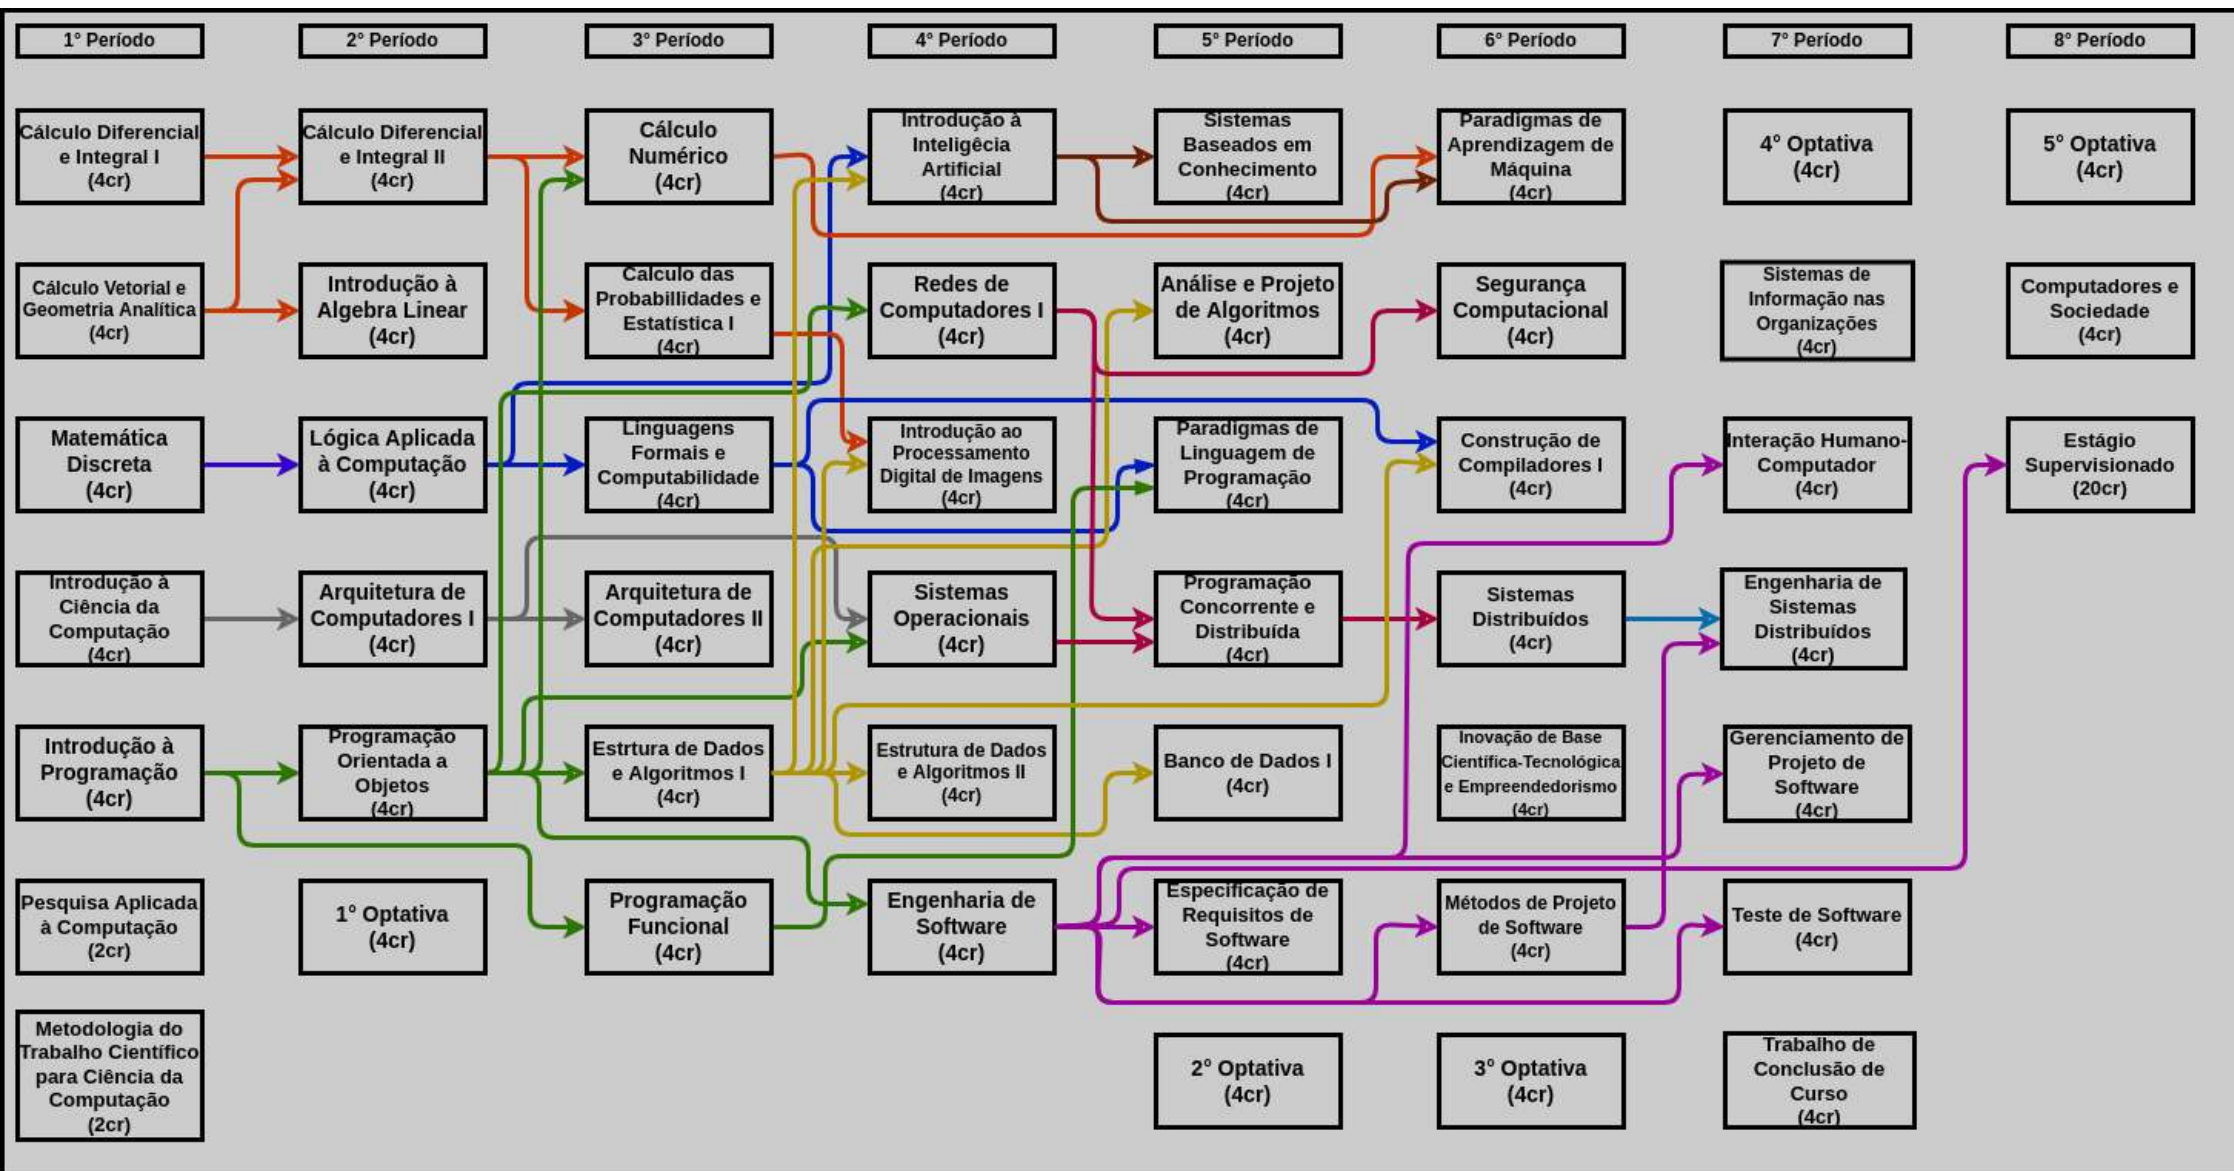 1° Período
2° Período
3° Período
4° Período
5° Período
6° Período
7° Período
8° Período
Cálculo Diferencial
e Integral I
(4cr)
Cálculo Diferencial
e Integral II
(4cr)
Cálculo
Numérico
(4cr)
Introdução à
Inteligêcia
Artificial
(4cr)
Sistemas
Baseados em
Conhecimento
(4cr)
Paradigmas de
Aprendizagem de
Máquina
(4cr)
4° Optativa
(4cr)
5° Optativa
(4cr)
Cálculo Vetorial e
Geometria Analítica
(4cr)
Introdução à
Algebra Linear
(4cr)
Calculo das
Probabillidades e
Estatística I
(4cr)
Redes de
Computadores I
(4cr)
Análise e Projeto
de Algoritmos
(4cr)
Segurança
Computacional
(4cr)
Sistemas de
Informação nas
Organizações
(4cr)
Computadores e
Sociedade
(4cr)
Matemática
Discreta
(4cr)
Lógica Aplicada
à Computação
(4cr)
Linguagens
Formais e
Computabilidade
(4cr)
Introdução ao
Processamento
Digital de Imagens
(4cr)
Paradigmas de
Linguagem de
Programação
(4cr)
Construção de
Compiladores I
(4cr)
Interação Humano-
Computador
(4cr)
Estágio
Supervisionado
(20cr)
Introdução à
Ciência da
Computação
(4cr)
Arquitetura de
Computadores I
(4cr)
Arquitetura de
Computadores II
(4cr)
Sistemas
Operacionais
(4cr)
Programação
Concorrente e
Distribuída
(4cr)
Sistemas
Distribuídos
(4cr)
Engenharia de
Sistemas
Distribuídos
(4cr)
Introdução à
Programação
(4cr)
Programação
Orientada a
Objetos
(4cr)
Estrtura de Dados
e Algoritmos I
(4cr)
Estrutura de Dados
e Algoritmos II
(4cr)
Banco de Dados I
(4cr)
Inovação de Base
Científica-Tecnológica
e Empreendedorismo
(4cr)
Gerenciamento de
Projeto de
Software
(4cr)
Pesquisa Aplicada
à Computação
(2cr)
1° Optativa
(4cr)
Programação
Funcional
(4cr)
Engenharia de
Software
(4cr)
Especificação de
Requisitos de
Software
(4cr)
Métodos de Projeto
de Software
(4cr)
Teste de Software
(4cr)
Metodologia do
Trabalho Científico
para Ciência da
Computação
(2cr)
2° Optativa
(4cr)
3° Optativa
(4cr)
Trabalho de
Conclusão de
Curso
(4cr)